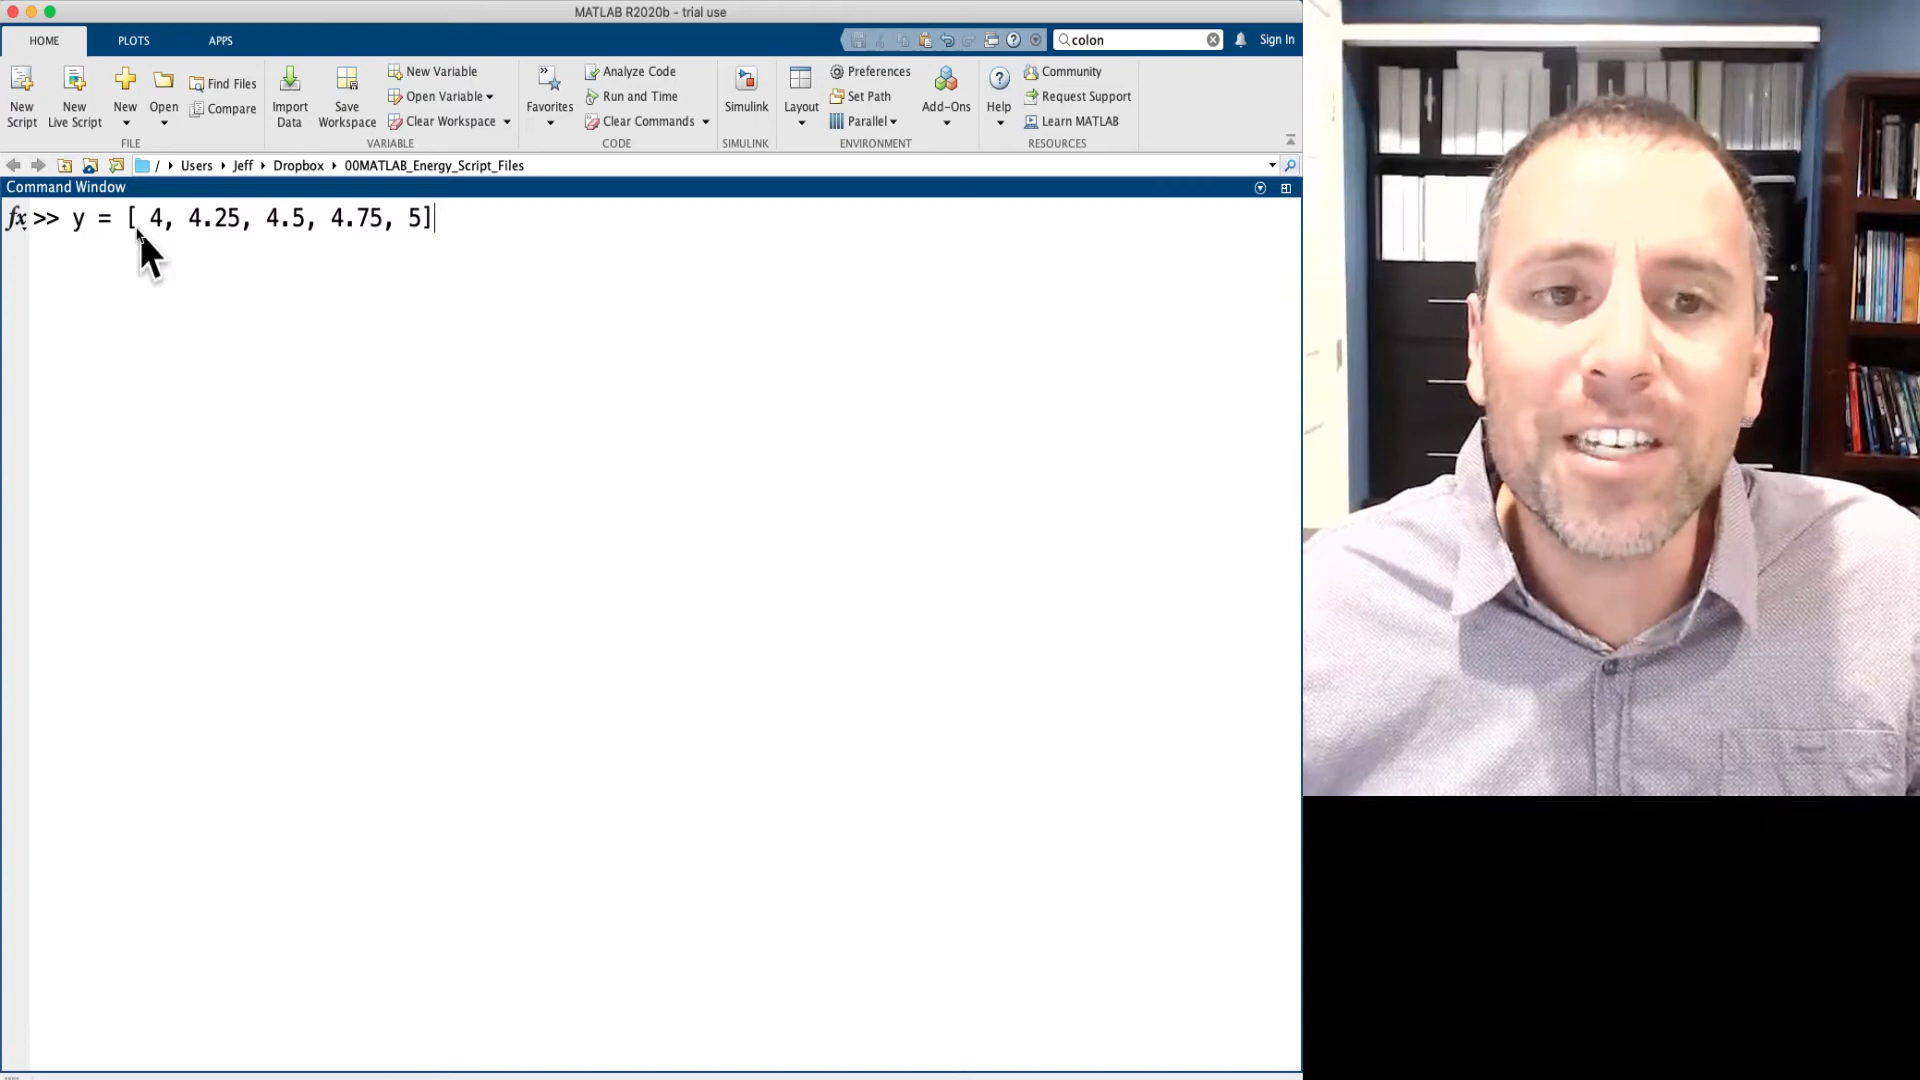 MATLAB R2020b - trial use
HOME PLOTS APPS colon Sign In
New Script
New Live Script
New
Open
Find Files
Compare
FILE
Import Data
Save Workspace
New Variable
Open Variable
Clear Workspace
VARIABLE
Favorites
Analyze Code
Run and Time
Clear Commands
CODE
Simulink
SIMULINK
Layout
Preferences
Set Path
Parallel
Add-Ons
ENVIRONMENT
Help
Community
Request Support
Learn MATLAB
RESOURCES
/ Users Jeff Dropbox 00MATLAB_Energy_Script_Files
Command Window
fx >> y = [ 4, 4.25, 4.5, 4.75, 5]